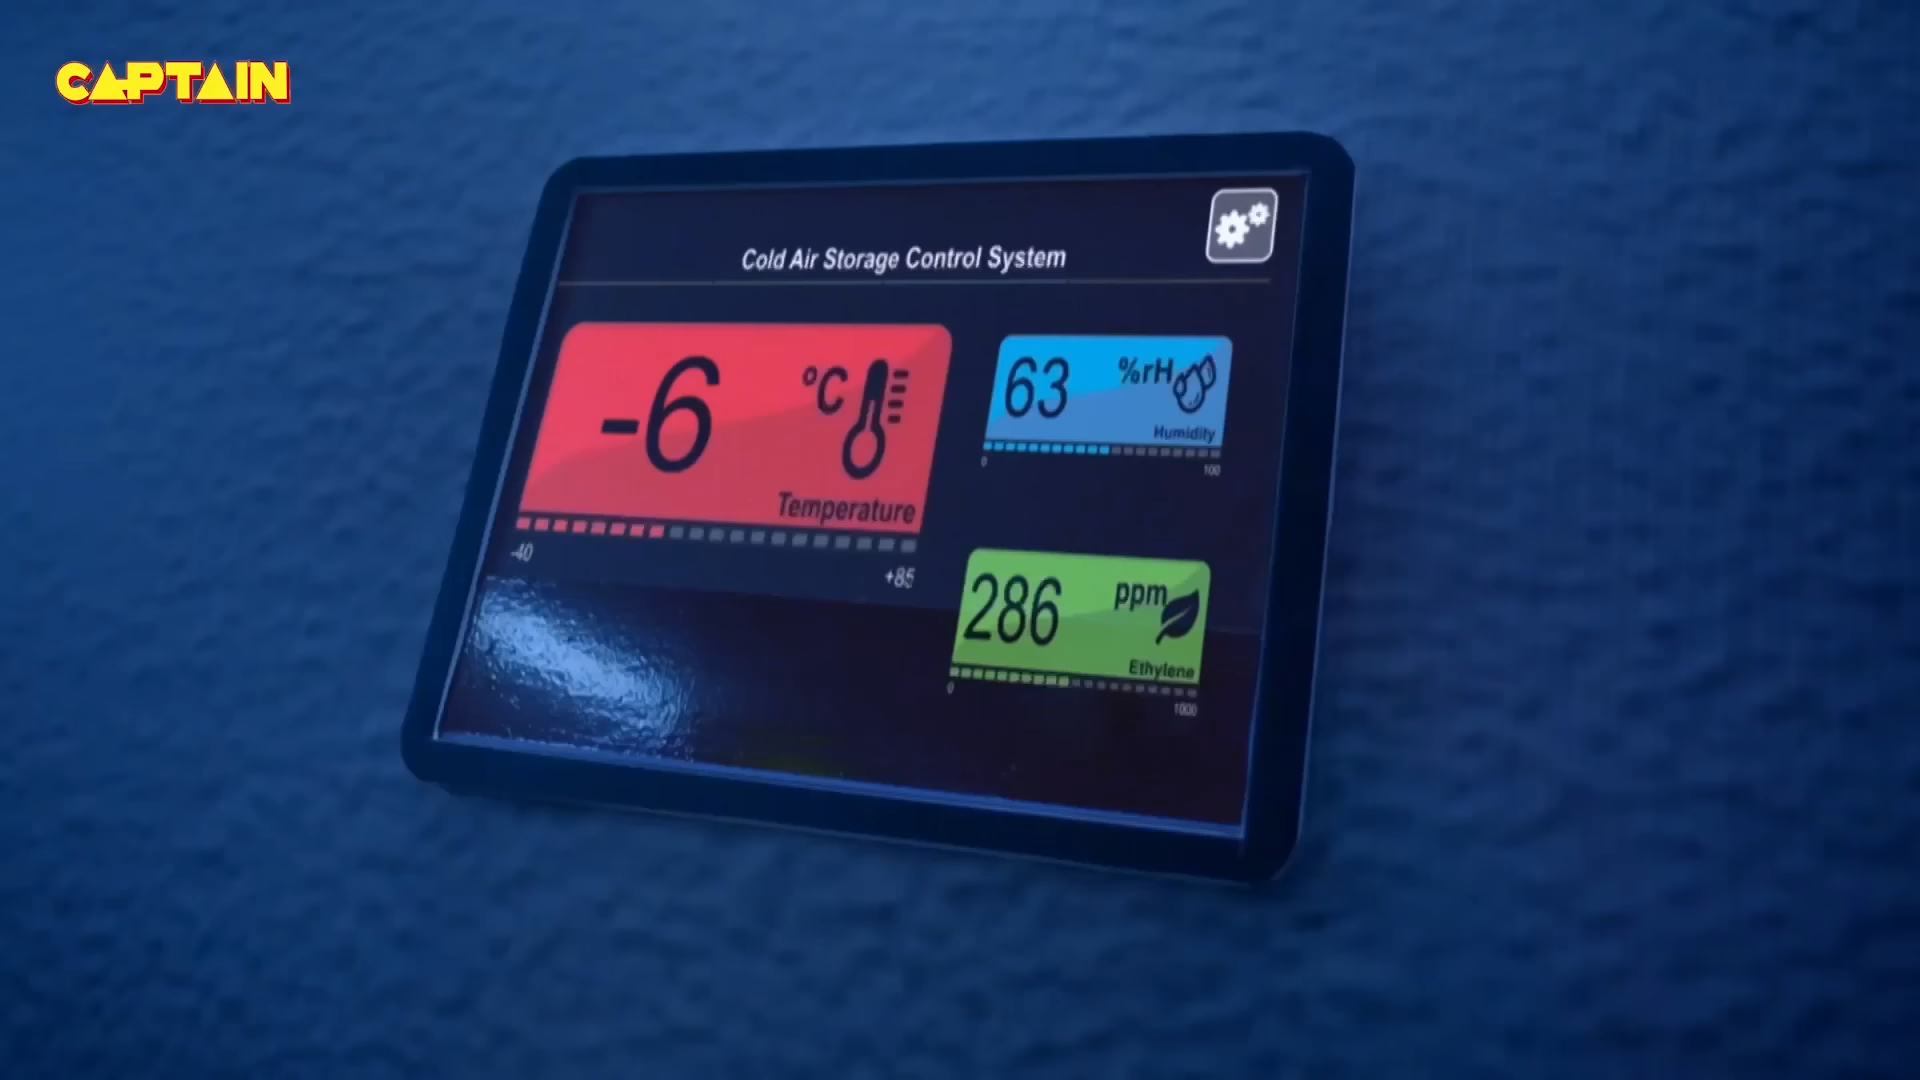 CAPTAIN
Cold Air Storage Control System
-6 °C
Temperature
-40
+85
63 %rH
Humidity
0
100
286 ppm
Ethylene
0
1000